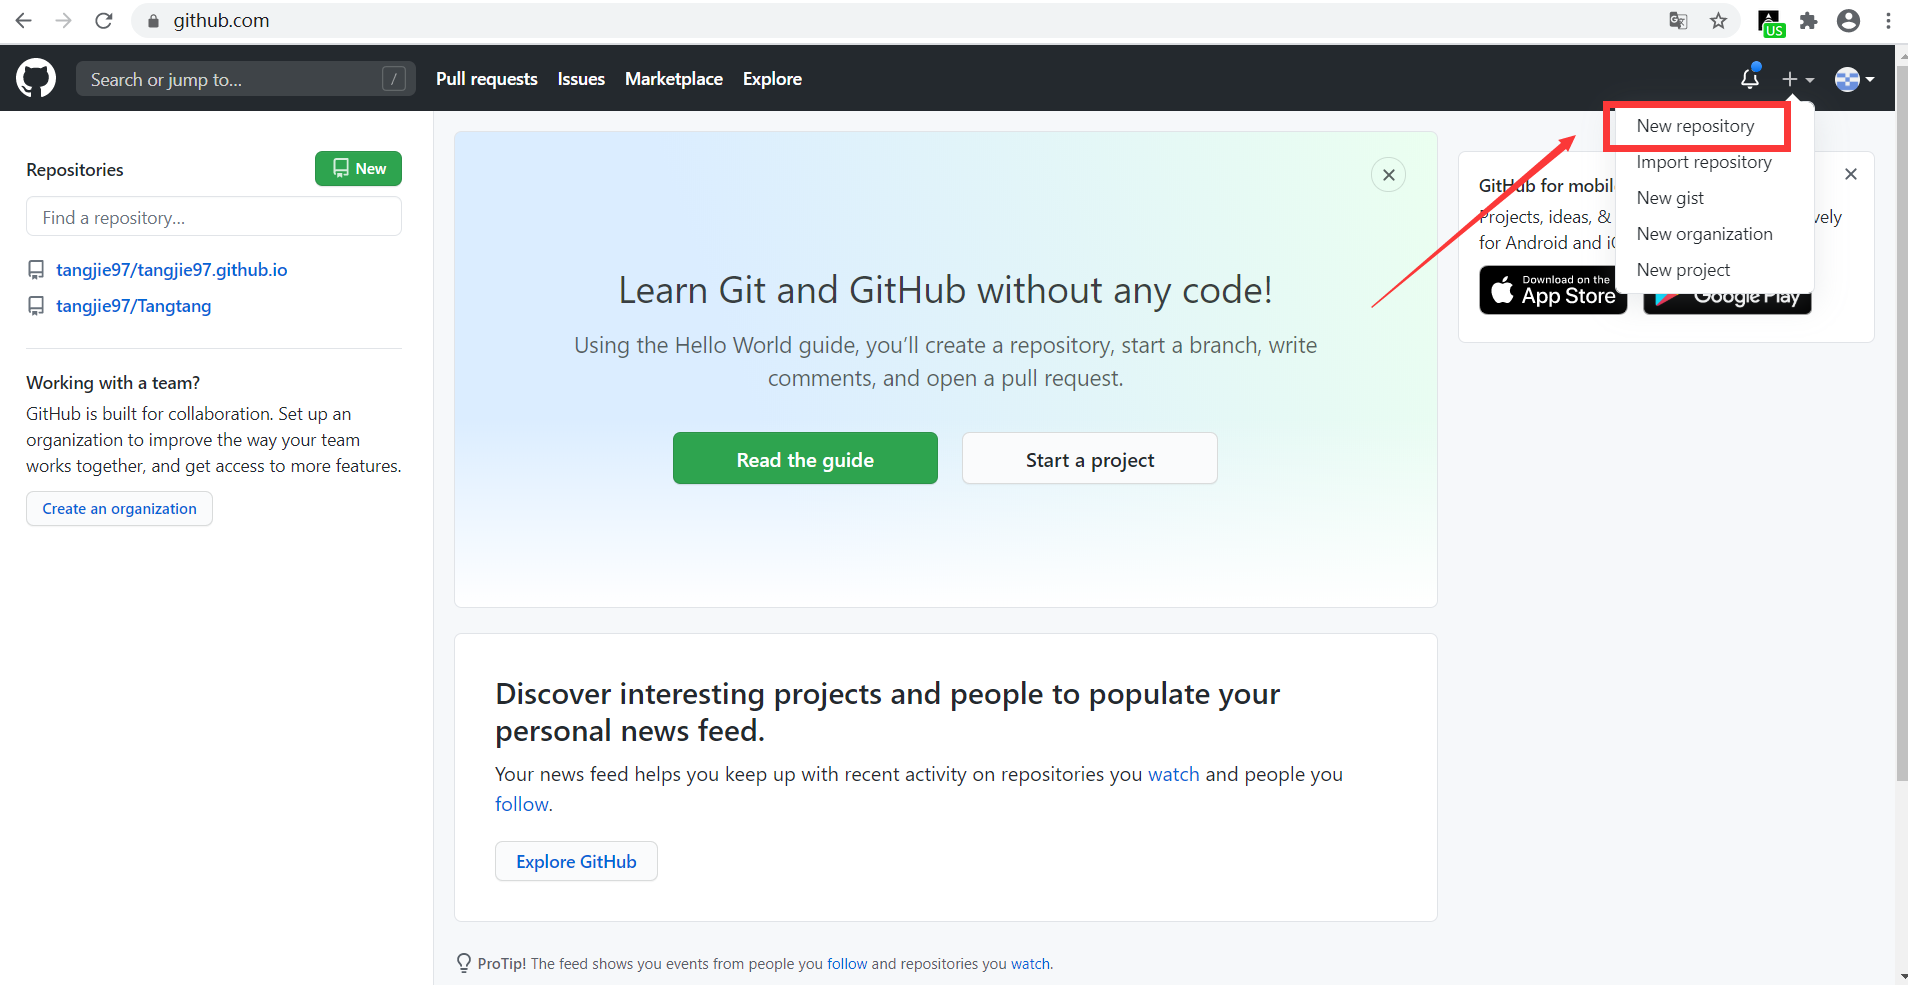 github.com
US
Search or jump to...
/
Pull requests
Issues
Marketplace
Explore
New repository
Import repository
New gist
New organization
New project
Repositories
New
Find a repository...
tangjie97/tangjie97.github.io
tangjie97/Tangtang
Working with a team?
GitHub is built for collaboration. Set up an
organization to improve the way your team
works together, and get access to more features.
Create an organization
Learn Git and GitHub without any code!
Using the Hello World guide, you’ll create a repository, start a branch, write
comments, and open a pull request.
Read the guide
Start a project
Discover interesting projects and people to populate your
personal news feed.
Your news feed helps you keep up with recent activity on repositories you watch and people you
follow.
Explore GitHub
ProTip! The feed shows you events from people you follow and repositories you watch.
GitHub for mobil
Projects, ideas, & vely
for Android and
Download on the
App Store
Google Play